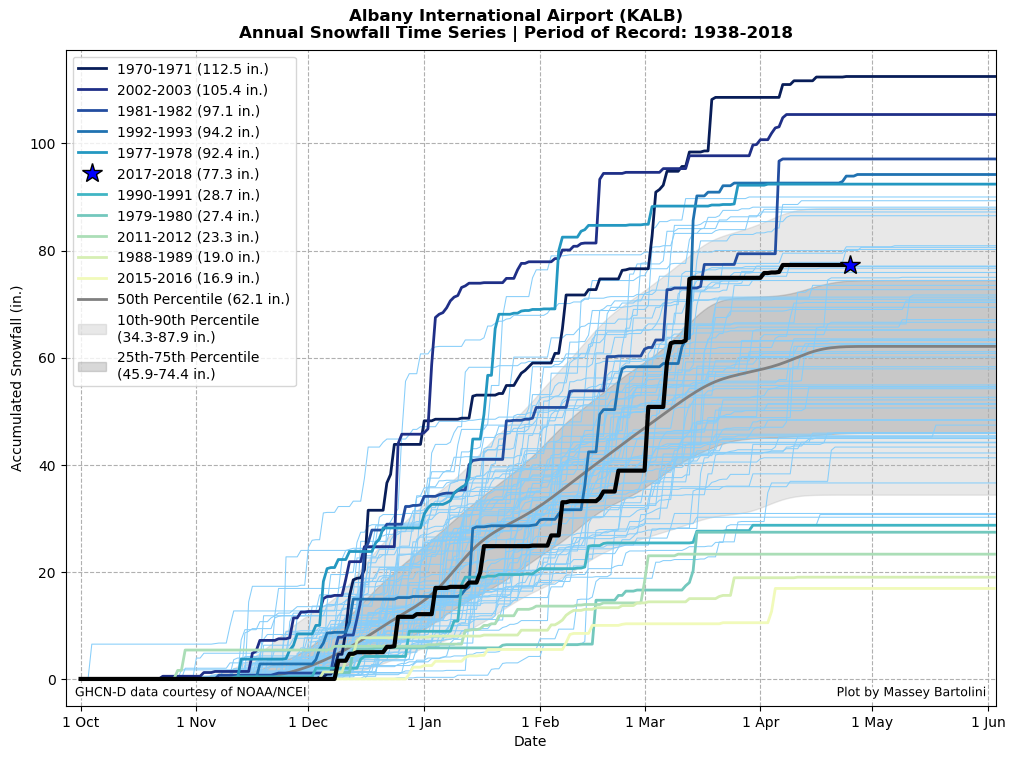 Albany International Airport (KALB)
Annual Snowfall Time Series | Period of Record: 1938-2018
1970-1971 (112.5 in.)
2002-2003 (105.4 in.)
1981-1982 (97.1 in.)
1992-1993 (94.2 in.)
1977-1978 (92.4 in.)
2017-2018 (77.3 in.)
1990-1991 (28.7 in.)
1979-1980 (27.4 in.)
2011-2012 (23.3 in.)
1988-1989 (19.0 in.)
2015-2016 (16.9 in.)
50th Percentile (62.1 in.)
10th-90th Percentile
(34.3-87.9 in.)
25th-75th Percentile
(45.9-74.4 in.)
Accumulated Snowfall (in.)
100
80
60
40
20
0
GHCN-D data courtesy of NOAA/NCEI
Plot by Massey Bartolini
1 Oct
1 Nov
1 Dec
1 Jan
1 Feb
1 Mar
1 Apr
1 May
1 Jun
Date